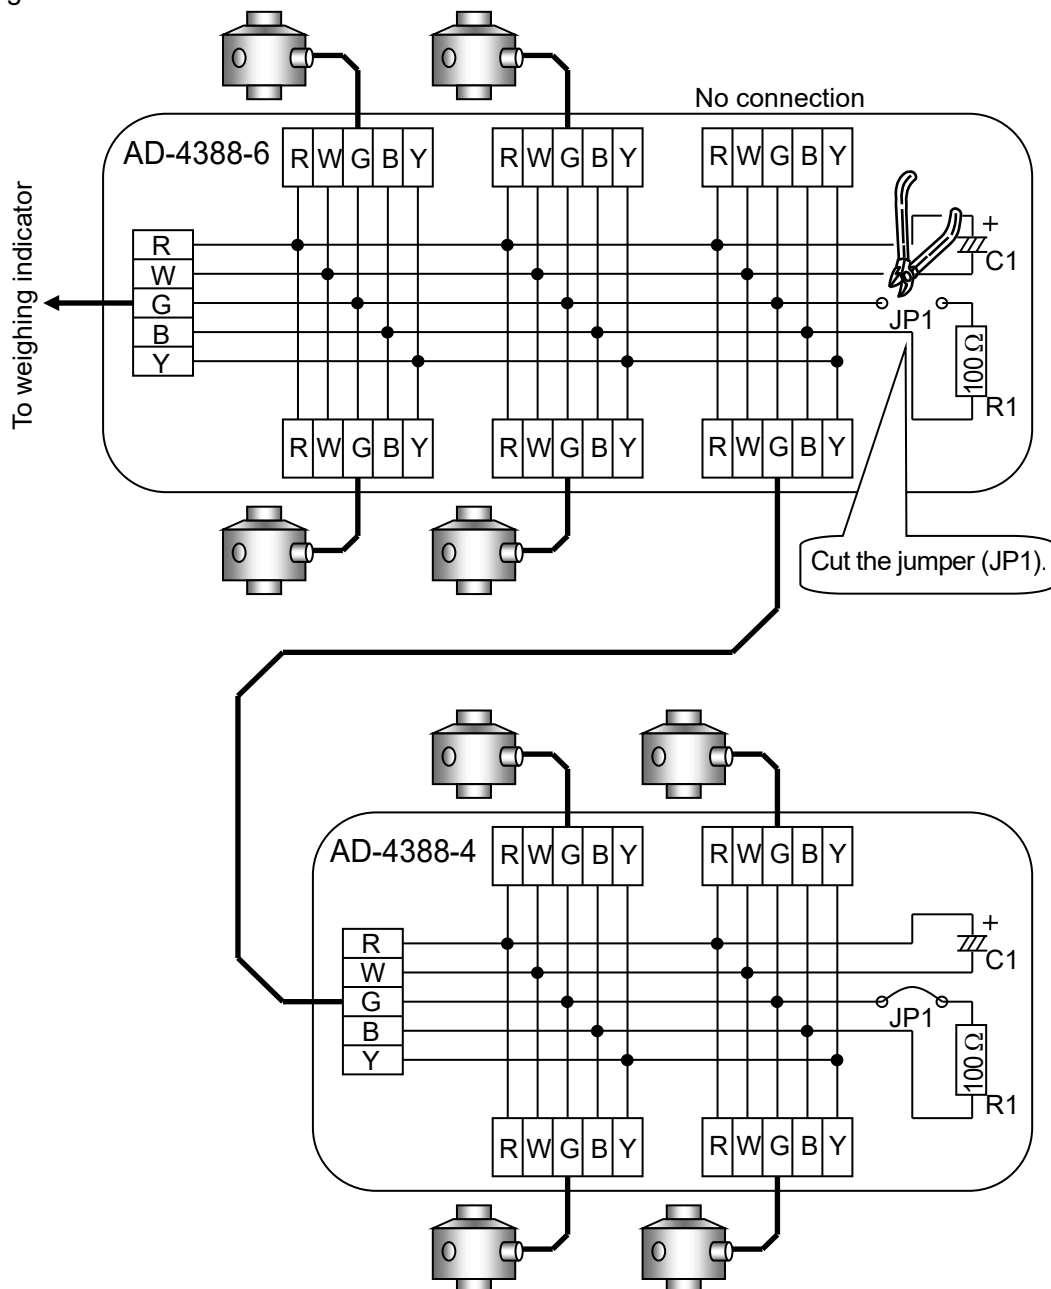 g
No connection
AD-4388-6
R W G B Y
R W G B Y
R W G B Y
To weighing indicator
R
W
G
B
Y
+
C1
JP1
100 Ω
R1
R W G B Y
R W G B Y
R W G B Y
Cut the jumper (JP1).
AD-4388-4
R W G B Y
R W G B Y
R
W
G
B
Y
+
C1
JP1
100 Ω
R1
R W G B Y
R W G B Y